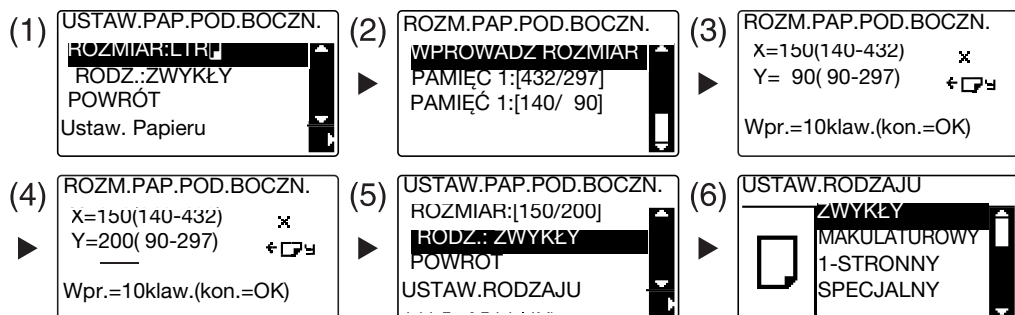 (1)
USTAW.PAP.POD.BOCZN.
ROZMIAR:LTR
RODZ.:ZWYKŁY
POWRÓT
Ustaw. Papieru
(2)
ROZM.PAP.POD.BOCZN.
WPROWADZ ROZMIAR
PAMIĘĆ 1:[432/297]
PAMIĘĆ 1:[140/ 90]
(3)
ROZM.PAP.POD.BOCZN.
X=150(140-432)
X
Y= 90( 90-297)
Y
Wpr.=10klaw.(kon.=OK)
(4)
ROZM.PAP.POD.BOCZN.
X=150(140-432)
X
Y=200( 90-297)
Y
Wpr.=10klaw.(kon.=OK)
(5)
USTAW.PAP.POD.BOCZN.
ROZMIAR:[150/200]
RODZ.: ZWYKŁY
POWRÓT
USTAW.RODZAJU
(6)
USTAW.RODZAJU
ZWYKŁY
MAKULATUROWY
1-STRONNY
SPECJALNY